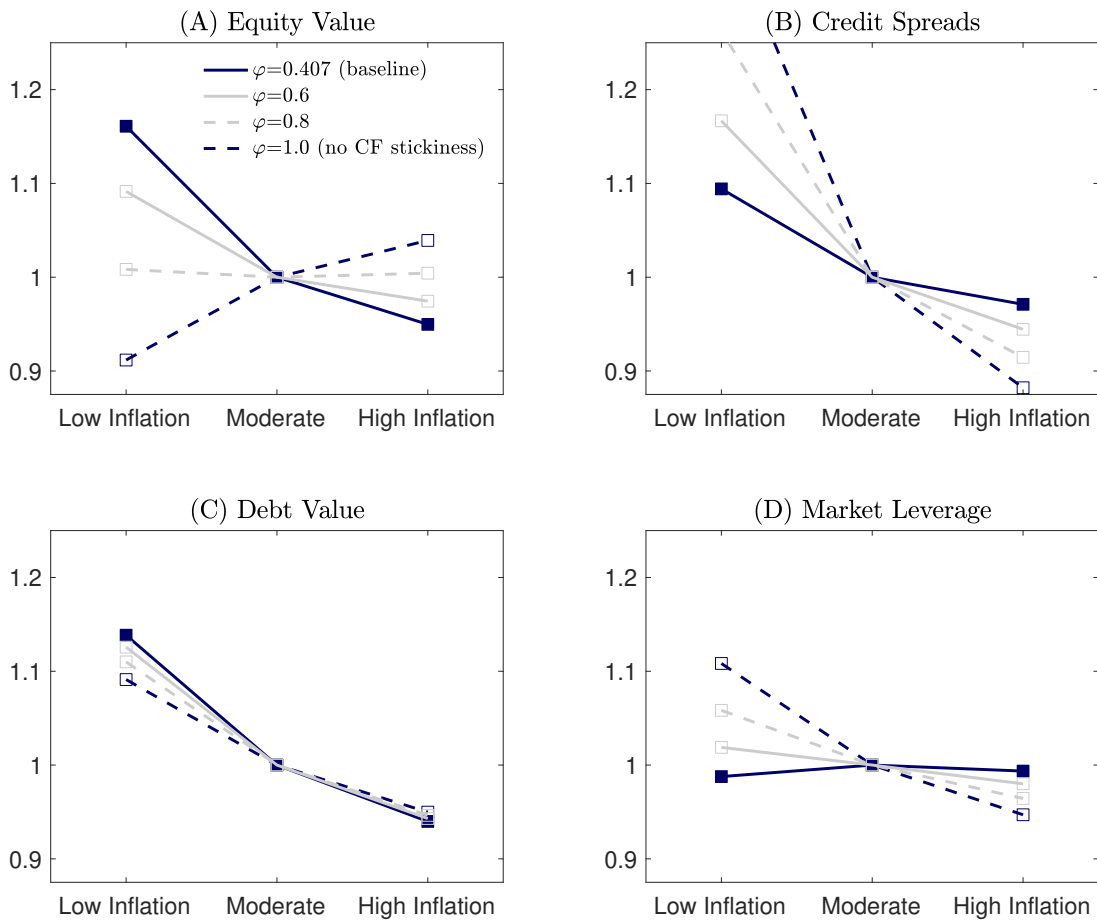 (A) Equity Value
1.2
1.1
1
0.9
φ=0.407 (baseline)
φ=0.6
φ=0.8
φ=1.0 (no CF stickiness)
Low Inflation Moderate High Inflation
(B) Credit Spreads
1.2
1.1
1
0.9
Low Inflation Moderate High Inflation
(C) Debt Value
1.2
1.1
1
0.9
Low Inflation Moderate High Inflation
(D) Market Leverage
1.2
1.1
1
0.9
Low Inflation Moderate High Inflation